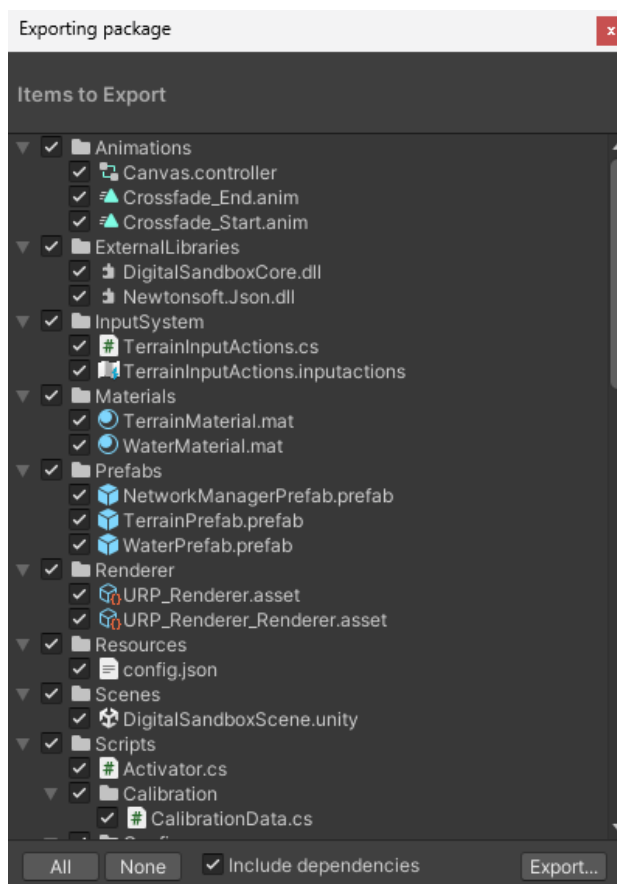 Exporting package
x
Items to Export
Animations
Canvas.controller
Crossfade_End.anim
Crossfade_Start.anim
ExternalLibraries
DigitalSandboxCore.dll
Newtonsoft.Json.dll
InputSystem
# TerrainInputActions.cs
TerrainInputActions.inputactions
Materials
TerrainMaterial.mat
WaterMaterial.mat
Prefabs
NetworkManagerPrefab.prefab
TerrainPrefab.prefab
WaterPrefab.prefab
Renderer
{} URP_Renderer.asset
{} URP_Renderer_Renderer.asset
Resources
config.json
Scenes
DigitalSandboxScene.unity
Scripts
# Activator.cs
Calibration
# CalibrationData.cs
All None Include dependencies Export...